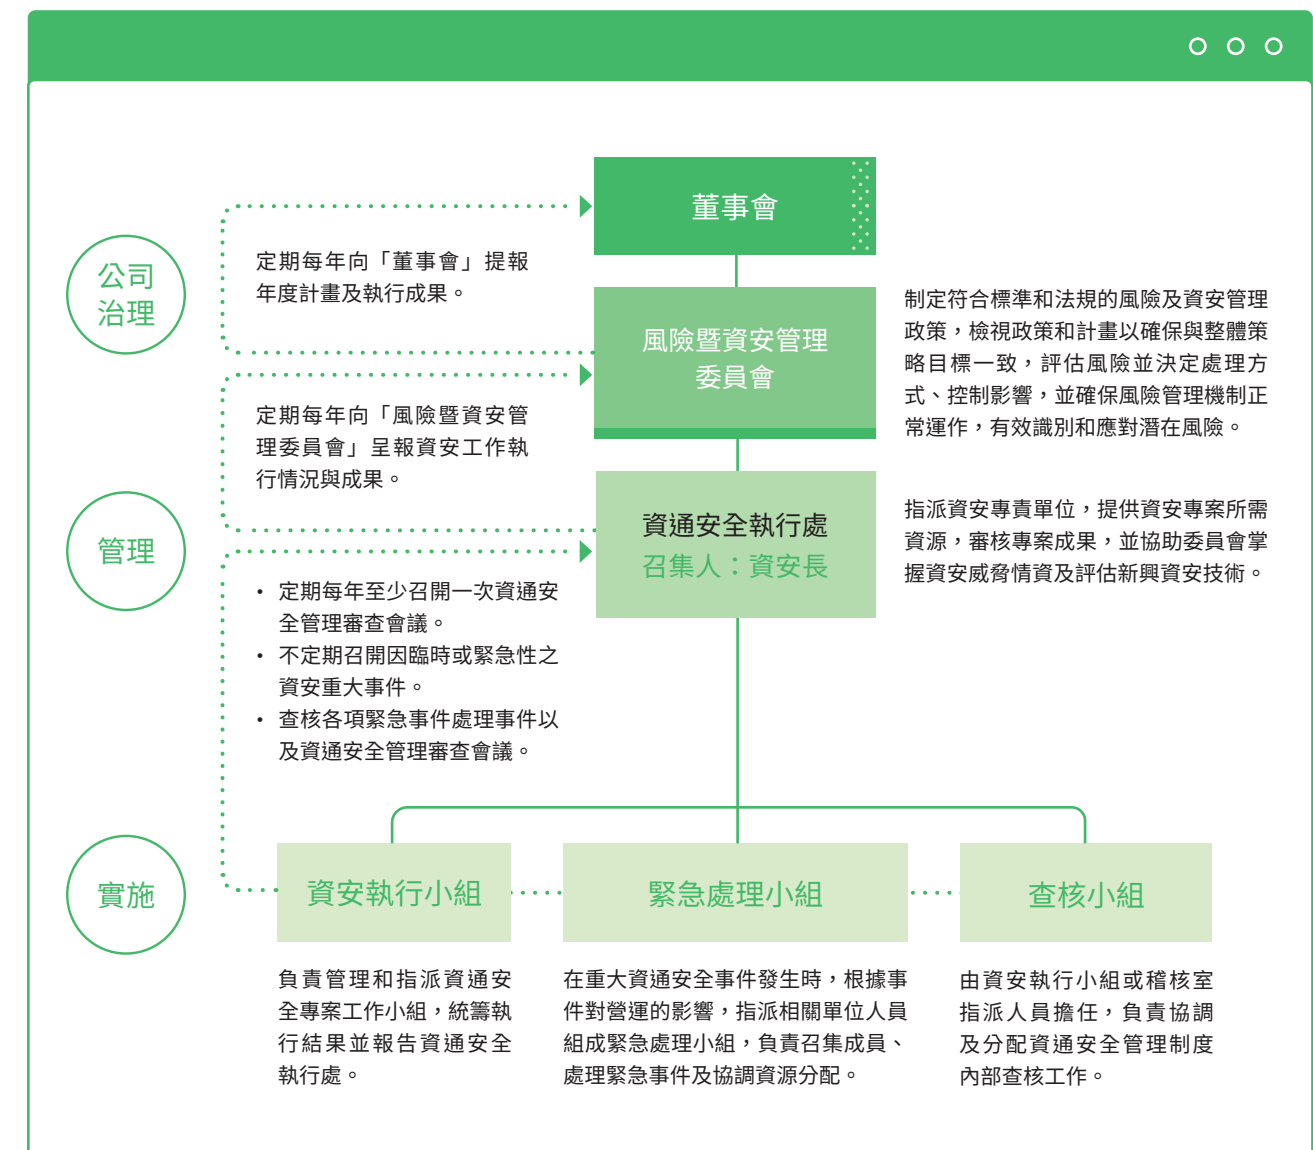 董事會
公司
治理
定期每年向「董事會」提報
年度計畫及執行成果。
風險暨資安管理
委員會
制定符合標準和法規的風險及資安管理
政策，檢視政策和計畫以確保與整體策
略目標一致，評估風險並決定處理方
式、控制影響，並確保風險管理機制正
常運作，有效識別和應對潛在風險。
定期每年向「風險暨資安管
理委員會」呈報資安工作執
行情況與成果。
管理
資通安全執行處
召集人：資安長
指派資安專責單位，提供資安專案所需
資源，審核專案成果，並協助委員會掌
握資安威脅情資及評估新興資安技術。
• 定期每年至少召開一次資通安
全管理審查會議。
• 不定期召開因臨時或緊急性之
資安重大事件。
• 查核各項緊急事件處理事件以
及資通安全管理審查會議。
實施
資安執行小組
負責管理和指派資通安
全專案工作小組，統籌執
行結果並報告資通安全
執行處。
緊急處理小組
在重大資通安全事件發生時，根據事
件對營運的影響，指派相關單位人員
組成緊急處理小組，負責召集成員、
處理緊急事件及協調資源分配。
查核小組
由資安執行小組或稽核室
指派人員擔任，負責協調
及分配資通安全管理制度
內部查核工作。